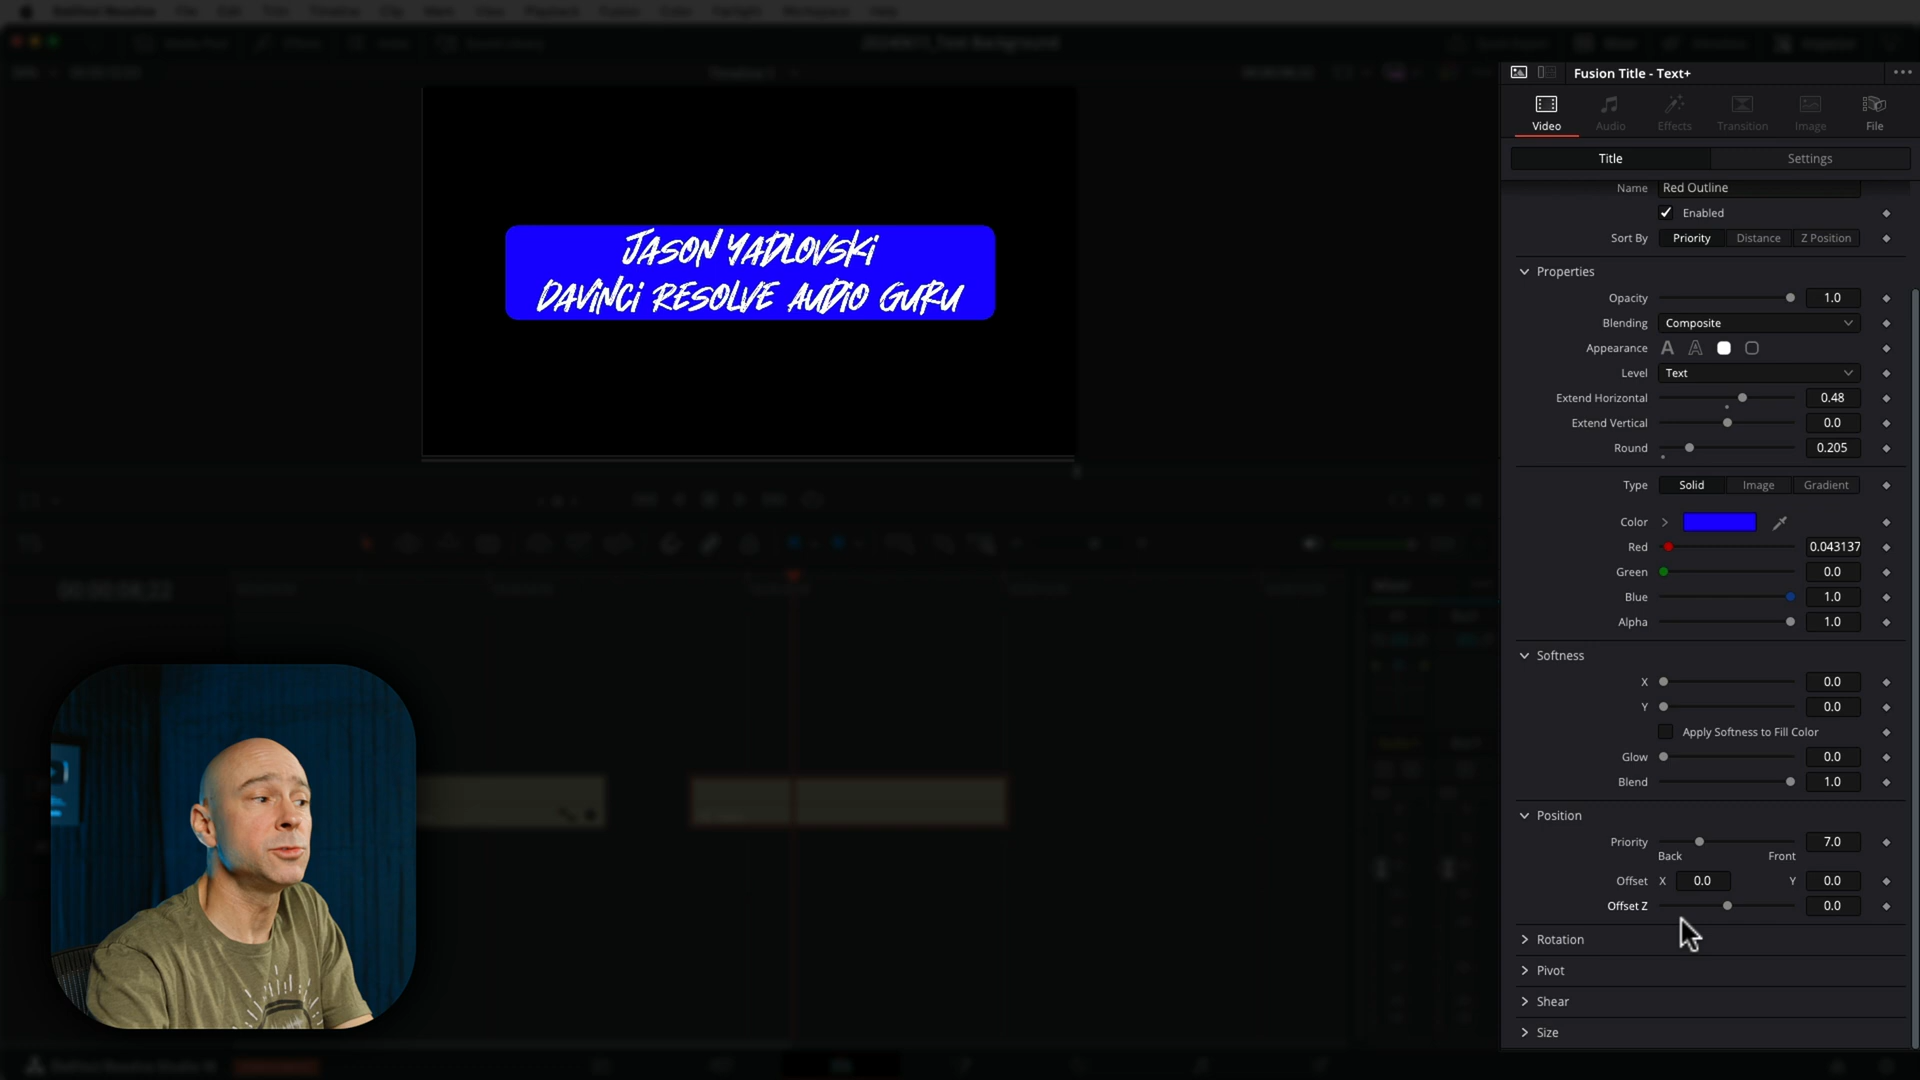 Fusion Title - Text+
Video
Audio
Effects
Transition
Image
File
Title
Settings
Name Red Outline
Enabled
Sort By Priority Distance Z Position
Properties
Opacity 1.0
Blending Composite
Appearance A A
Level Text
Extend Horizontal 0.48
Extend Vertical 0.0
Round 0.205
Type Solid Image Gradient
Color
Red 0.043137
Green 0.0
Blue 1.0
Alpha 1.0
Softness
X 0.0
Y 0.0
Apply Softness to Fill Color
Glow 0.0
Blend 1.0
Position
Priority 7.0
Back Front
Offset X 0.0 Y 0.0
Offset Z 0.0
Rotation
Pivot
Shear
Size
JASON YADLOVSKI
DAVINCI RESOLVE AUDIO GURU